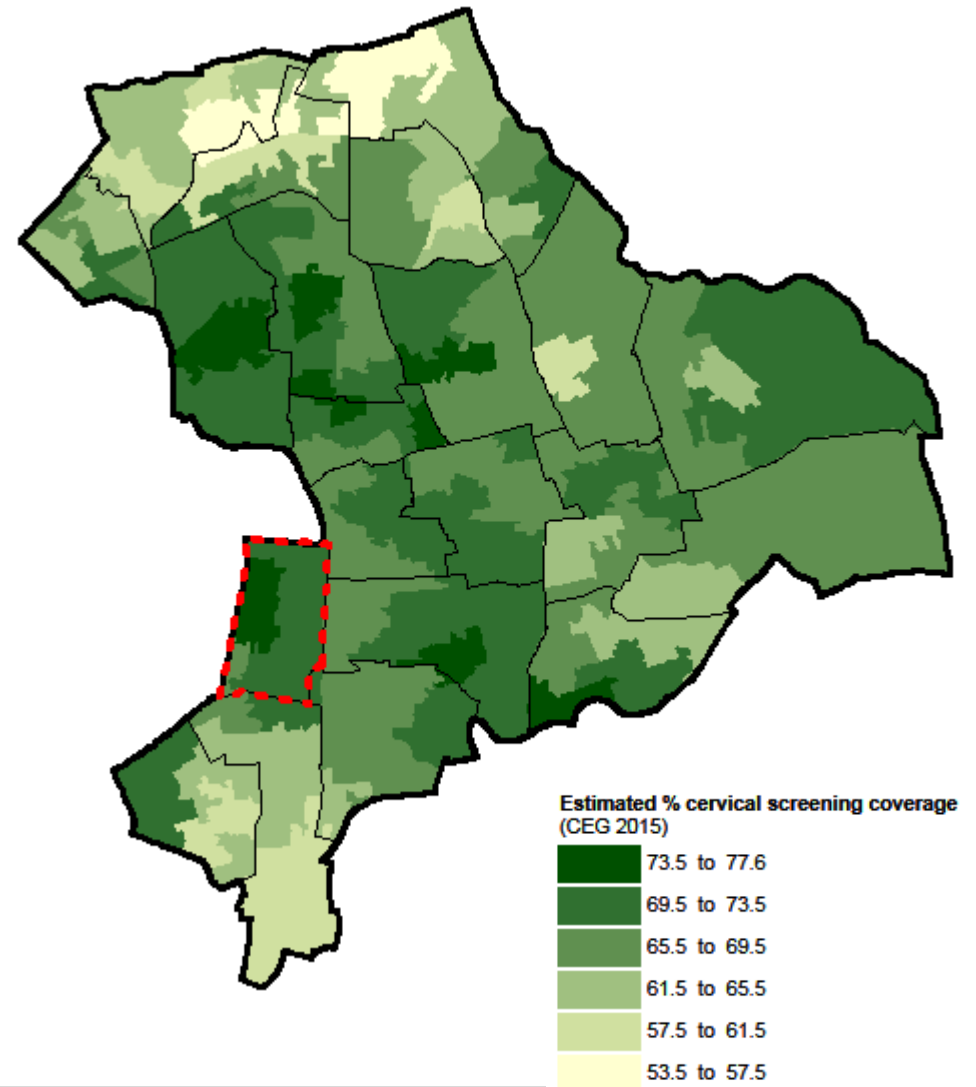 Estimated % cervical screening coverage
(CEG 2015)
73.5 to 77.6
69.5 to 73.5
65.5 to 69.5
61.5 to 65.5
57.5 to 61.5
53.5 to 57.5